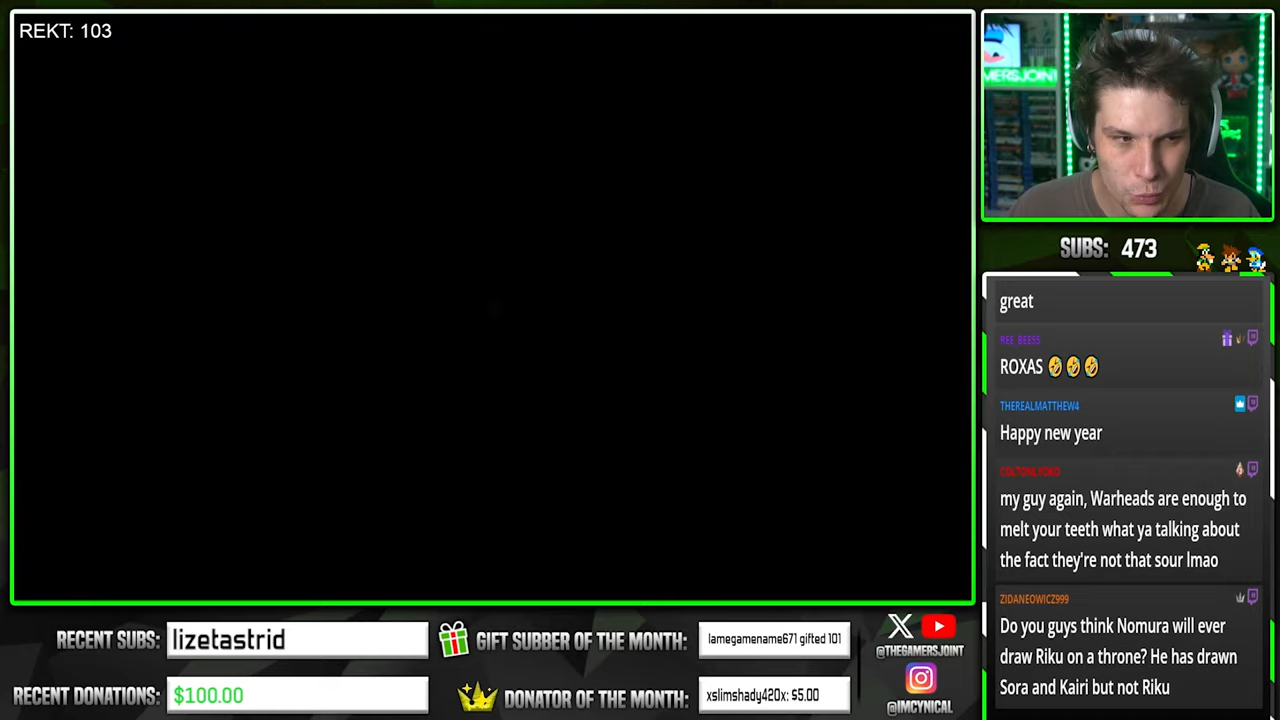 REKT: 103
MERSJOINT
SUBS: 473
great
REE_BEE55
ROXAS 🤣🤣🤣
THEREALMATTHEW4
Happy new year
COLTONLYOKO
my guy again, Warheads are enough to
melt your teeth what ya talking about
the fact they're not that sour lmao
ZIDANEOWICZ999
Do you guys think Nomura will ever
draw Riku on a throne? He has drawn
Sora and Kairi but not Riku
RECENT SUBS: lizetastrid
GIFT SUBBER OF THE MONTH: lamegamename671 gifted 101
@THEGAMERSJOINT
RECENT DONATIONS: $100.00
DONATOR OF THE MONTH: xslimshady420x: $5.00
@IMCYNICAL